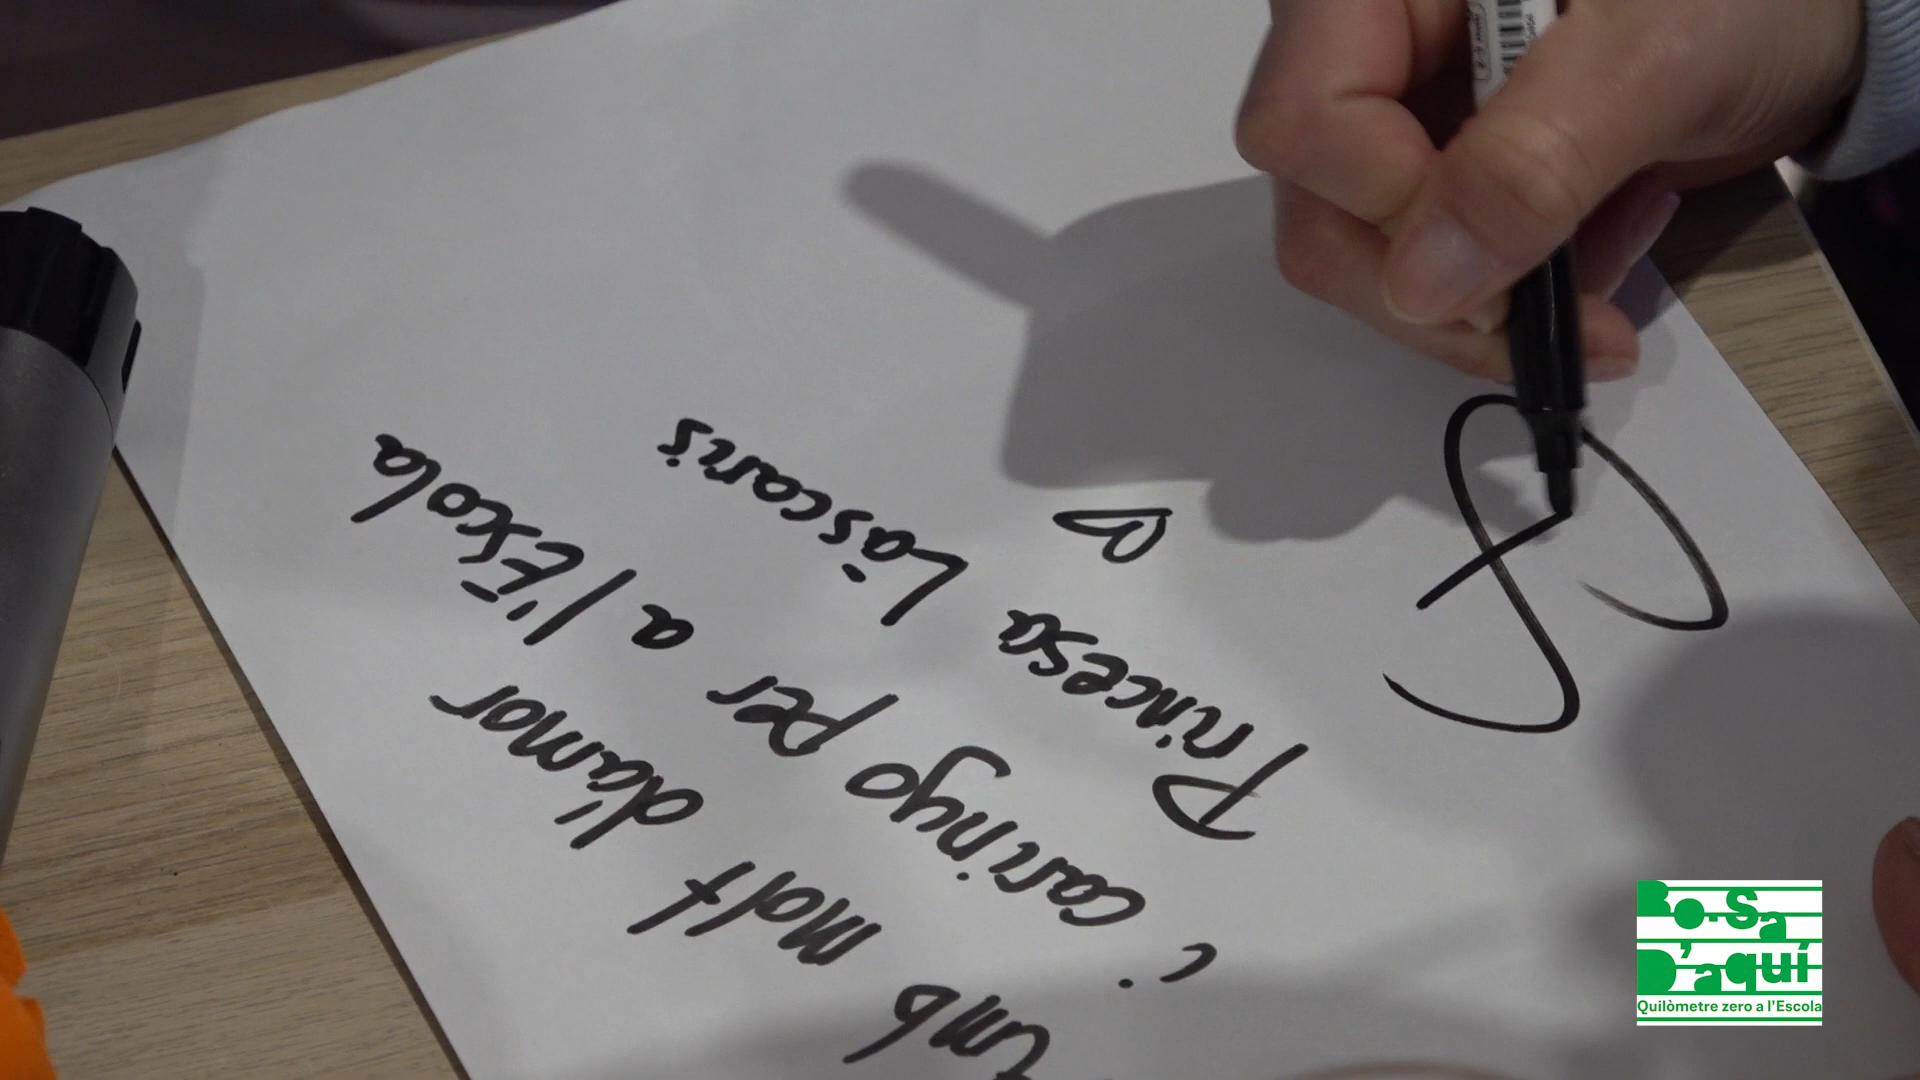 Amb molt d'amor
i carinyo per a l'Escola
Princesa Làscaris
Bo.Sa
D'aquí
Quilòmetre zero a l'Escola